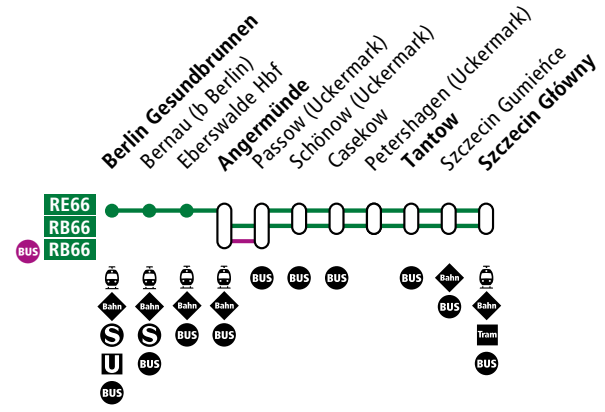 Berlin Gesundbrunnen
Bernau (b Berlin)
Eberswalde Hbf
Angermünde
Passow (Uckermark)
Schönow (Uckermark)
Casekow
Petershagen (Uckermark)
Tantow
Szczecin Gumieńce
Szczecin Główny
RE66
RB66
BUS RB66
BUS BUS BUS BUS Bahn
Bahn Bahn Bahn Bahn BUS Bahn
S S BUS BUS Tram
U BUS BUS
BUS